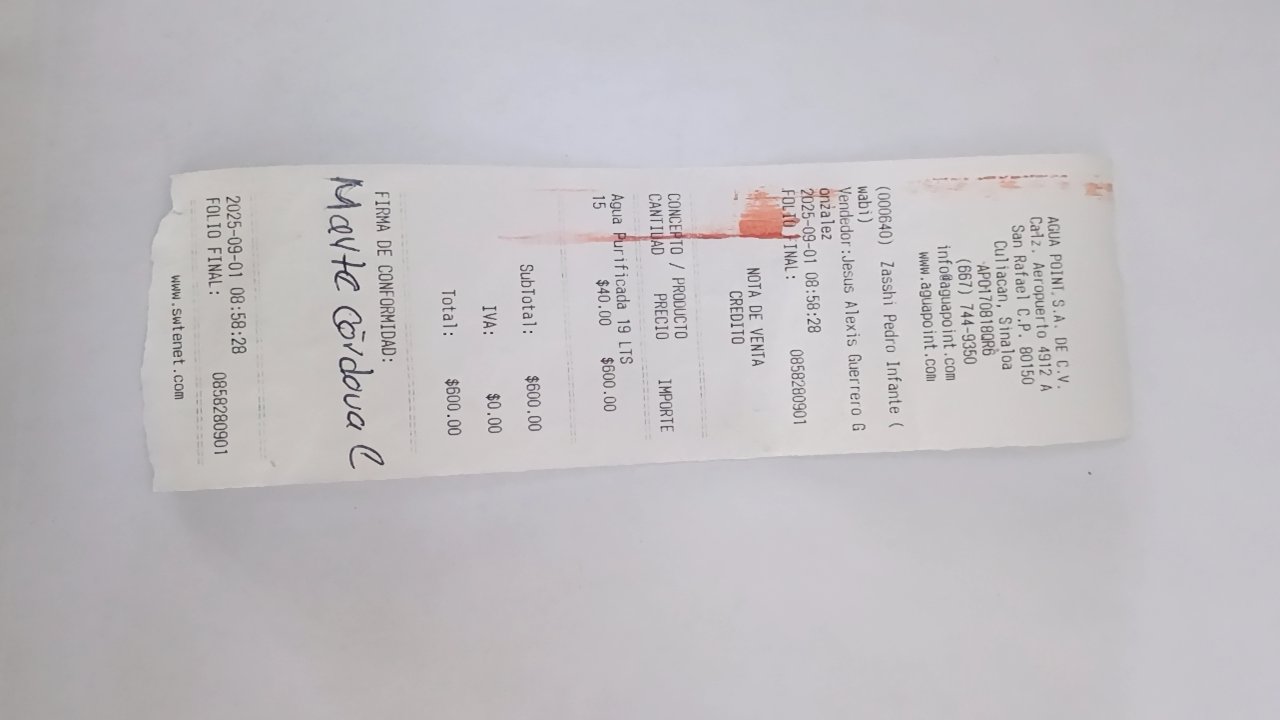 AGUA POINT.S.A. DE C.V.
Calz. Aeropuerto 4912 A
San Rafael C.P. 80150
Culiacan, Sinaloa
APO170818QR6
(667) 744-9350
info@aguapoint.com
www.aguapoint.com
(000640) Zasshi Pedro Infante (
wabi)
Vendedor:Jesus Alexis Guerrero G
onzalez
2025-09-01 08:58:28
FOLIO FINAL: 0858280901
NOTA DE VENTA
CREDITO
CONCEPTO / PRODUCTO
CANTIDAD PRECIO IMPORTE
Agua Purificada 19 LTS
15 $40.00 $600.00
SubTotal: $600.00
IVA: $0.00
Total: $600.00
FIRMA DE CONFORMIDAD:
Mayta Córdova C
2025-09-01 08:58:28
FOLIO FINAL: 0858280901
www.swtenet.com